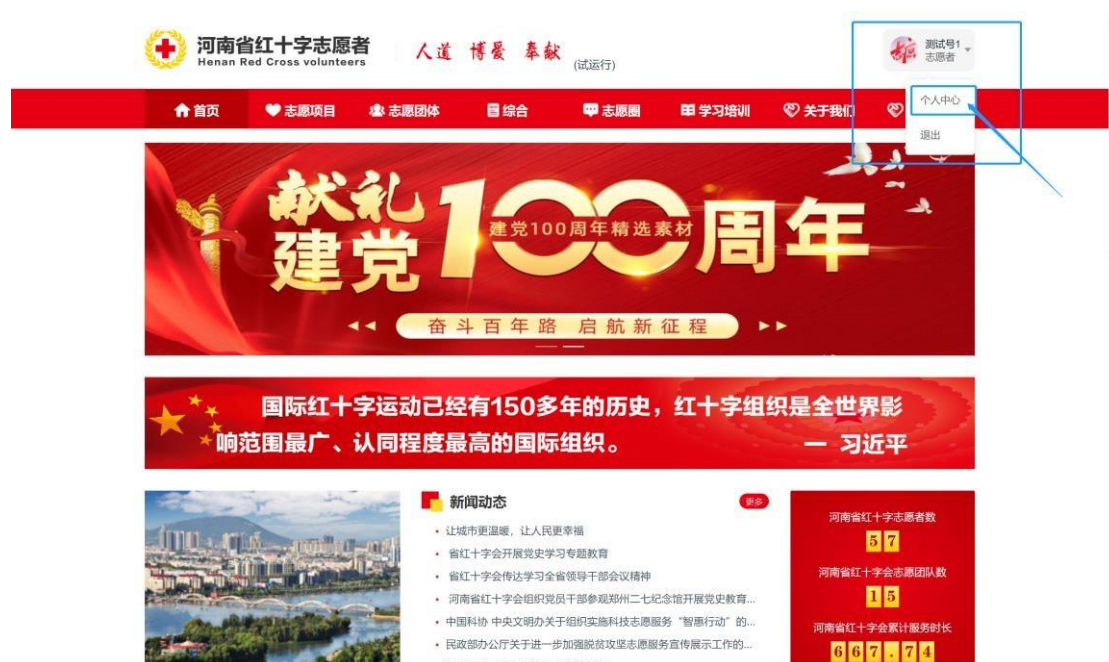 河南省红十字志愿者
Henan Red Cross volunteers
人道 博爱 奉献
(试运行)
测试号1
志愿者
个人中心
退出
首页 志愿项目 志愿团体 综合 志愿圈 学习培训 关于我们
献礼
建党100周年
建党100周年精选素材
奋斗百年路 启航新征程
国际红十字运动已经有150多年的历史，红十字组织是全世界影
响范围最广、认同程度最高的国际组织。 — 习近平
新闻动态 更多
• 让城市更温暖，让人民更幸福
• 省红十字会开展党史学习专题教育
• 省红十字会传达学习全省领导干部会议精神
• 河南省红十字会组织党员干部参观郑州二七纪念馆开展党史教育...
• 中国科协 中央文明办关于组织实施科技志愿服务“智惠行动”的...
• 民政部办公厅关于进一步加强脱贫攻坚志愿服务宣传展示工作的...
河南省红十字志愿者数
57
河南省红十字会志愿团队数
15
河南省红十字会累计服务时长
667.74